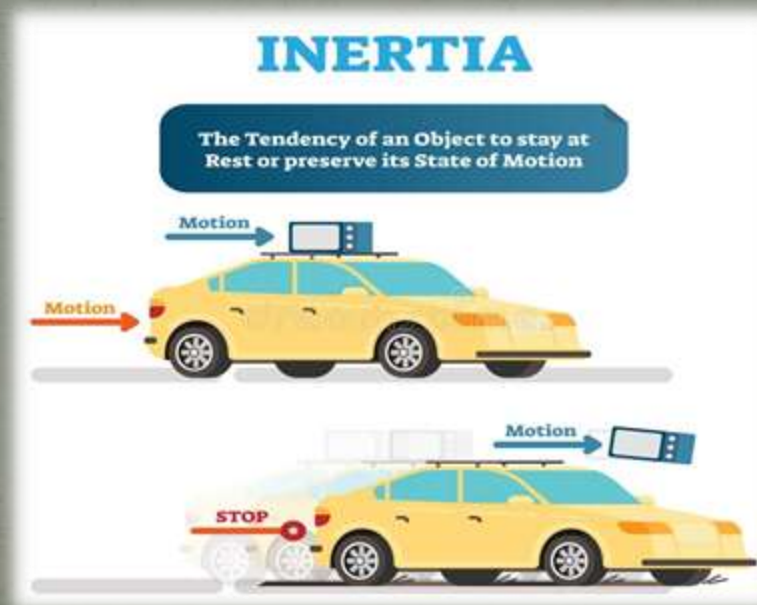 INERTIA
The Tendency of an Object to stay at
Rest or preserve its State of Motion
Motion
Motion
Motion
STOP